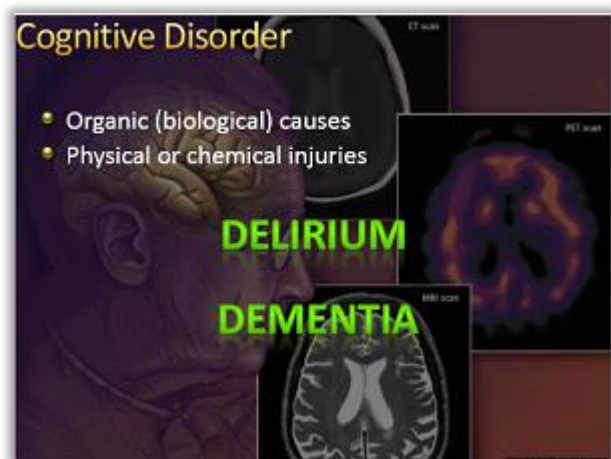 Cognitive Disorder
CT scan
Organic (biological) causes
Physical or chemical injuries
PET scan
DELIRIUM
MRI scan
DEMENTIA